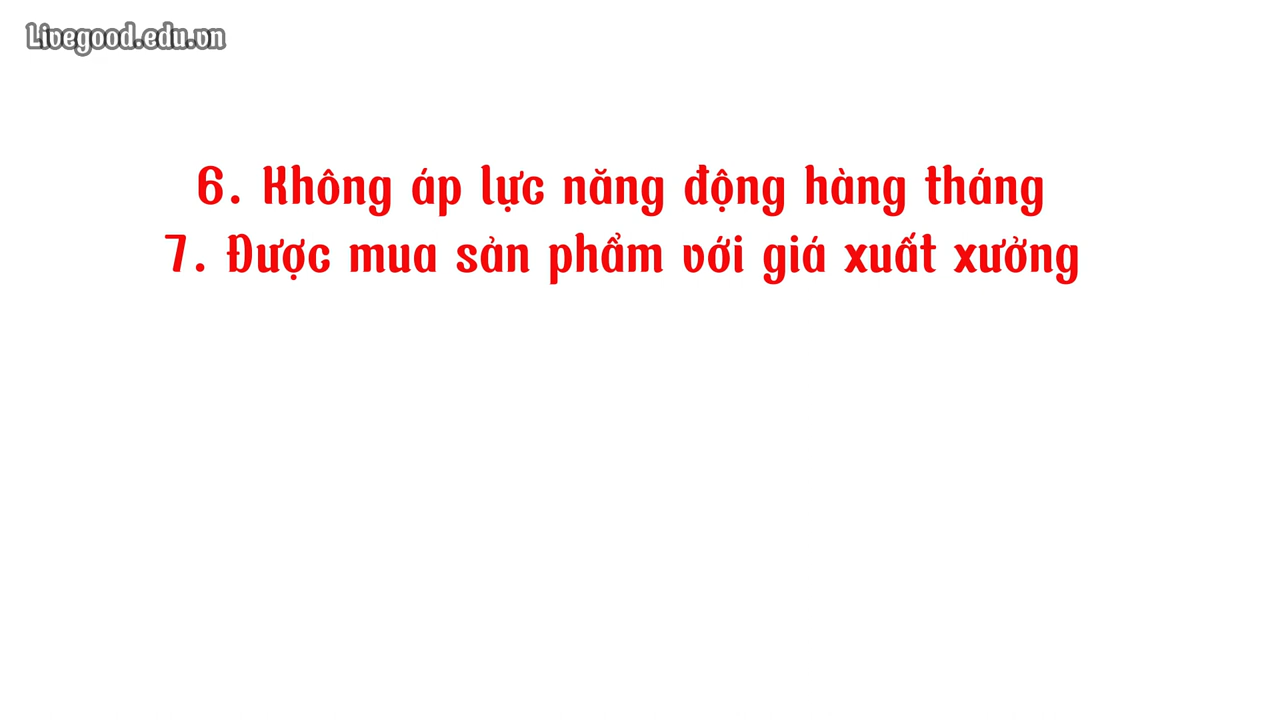 Livegood.edu.vn
6. Không áp lực năng động hàng tháng
7. Được mua sản phẩm với giá xuất xưởng